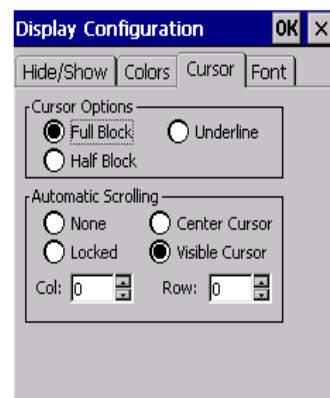 Display Configuration OK ×
Hide/Show Colors Cursor Font
Cursor Options
Full Block Underline
Half Block
Automatic Scrolling
None Center Cursor
Locked Visible Cursor
Col: 0 Row: 0